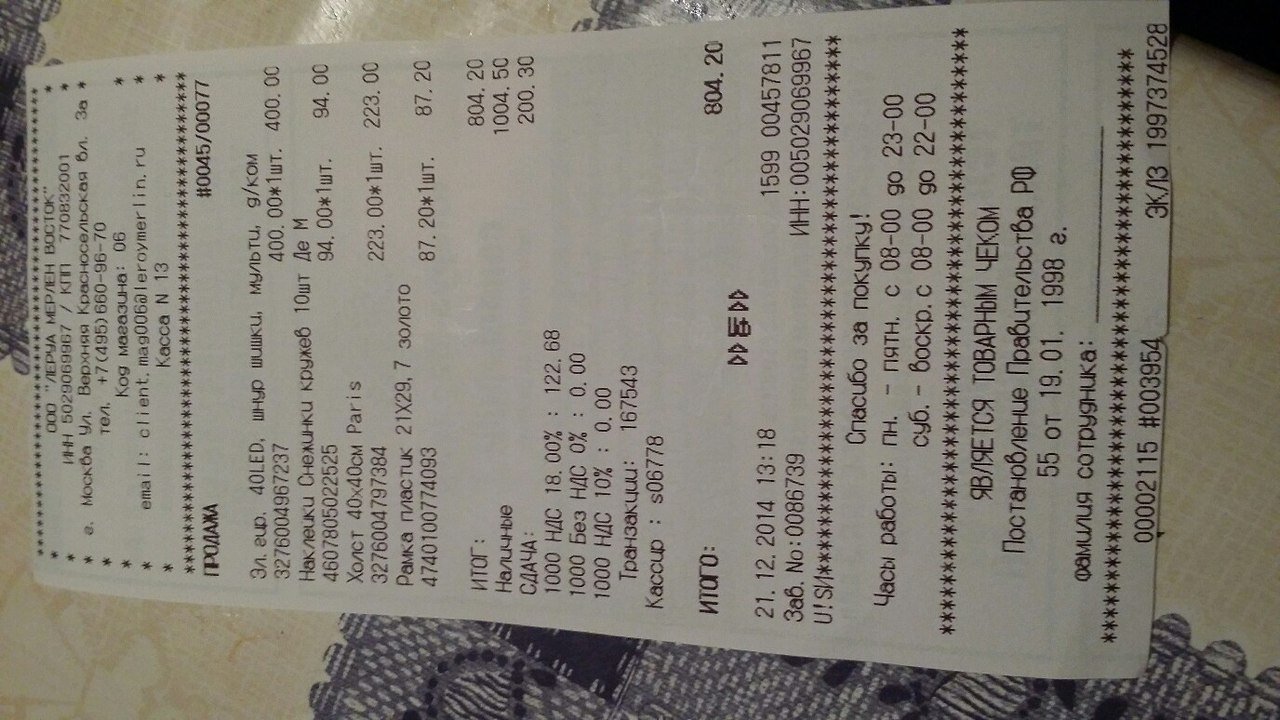 ***********************************************
* ООО "ЛЕРУА МЕРЛЕН ВОСТОК" *
* ИНН 5029069967 / КПП 770832001 *
* г. Москва Ул. Верхняя Красносельская вл. 3а *
* тел. +7(495)660-96-70 *
* Код магазина: 06 *
* email: client.mag006@leroymerlin.ru *
* Касса N 13 *
***********************************************
ПРОДАЖА #0045/00077
Эл.гир. 40LED, шнур шишки, мульти, д/ком
3276004967237 400.00*1шт. 400.00
Наклейки Снежинки кружев 10шт Де М
4607805022525 94.00*1шт. 94.00
Холст 40х40см Paris
3276004797384 223.00*1шт. 223.00
Рамка пластик 21Х29,7 золото
4740100774093 87.20*1шт. 87.20
ИТОГ: 804.20
Наличные 1004.50
СДАЧА: 200.30
1000 НДС 18.00% : 122.68
1000 Без НДС 0% : 0.00
1000 НДС 10% : 0.00
Транзакции: 167543
Кассир : s06778
ИТОГО: 804.20
21.12.2014 13:18 1599 00457811
Зав.No:0086739 ИНН:005029069967
U!SИ*******************************************
Спасибо за покупку!
Часы работы: пн. - пятн. с 08-00 до 23-00
суб.- воскр.с 08-00 до 22-00
***********************************************
ЯВЛЯЕТСЯ ТОВАРНЫМ ЧЕКОМ
Постановление Правительства РФ
55 от 19.01. 1998 г.
фамилия сотрудника: ____________
***********************************************
00002115 #003954 ЭКЛЗ 1997374528